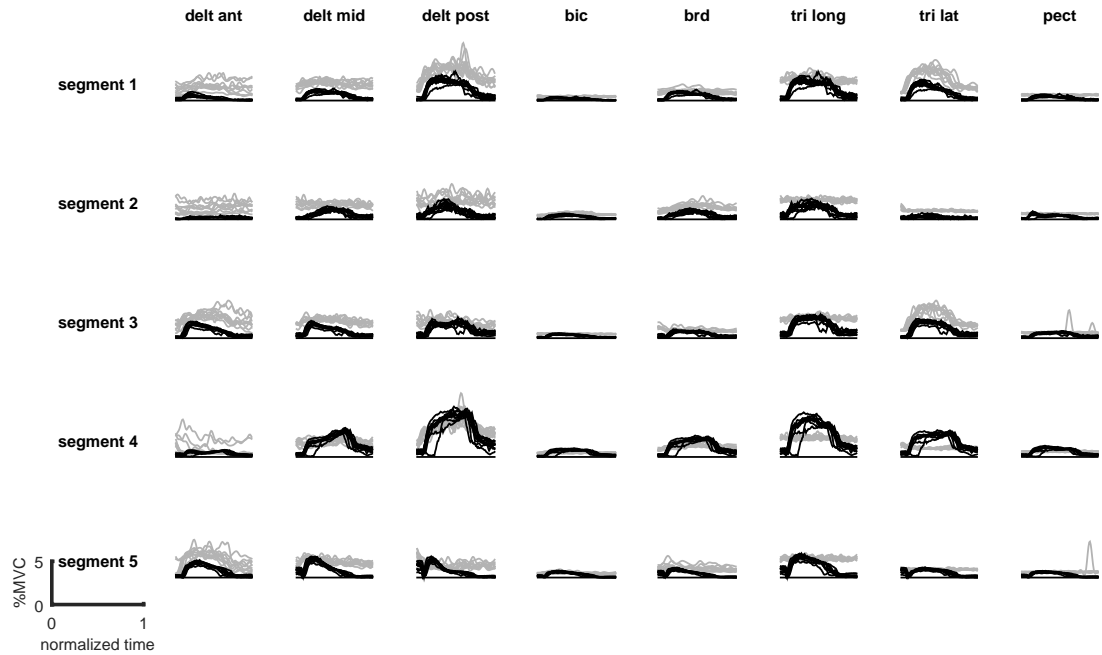 delt ant delt mid delt post bic brd tri long tri lat pect
segment 1
segment 2
segment 3
segment 4
segment 5
%MVC
5
0
0 1
normalized time